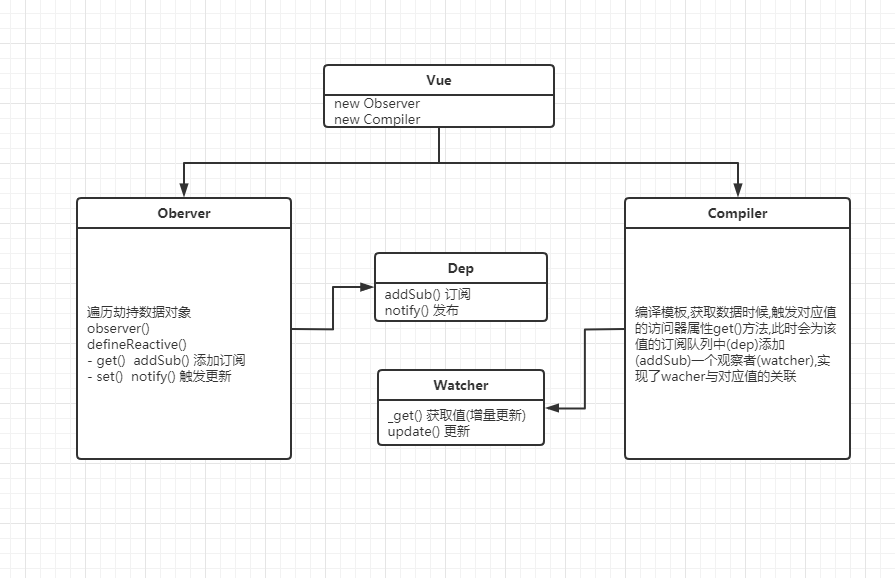 Vue
new Observer
new Compiler
Oberver
遍历劫持数据对象
observer()
defineReactive()
- get()  addSub() 添加订阅
- set()  notify() 触发更新
Dep
addSub() 订阅
notify() 发布
Watcher
_get() 获取值(增量更新)
update() 更新
Compiler
编译模板,获取数据时候,触发对应值
的访问器属性get()方法,此时会为该
值的订阅队列中(dep)添加
(addSub)一个观察者(watcher),实
现了wacher与对应值的关联